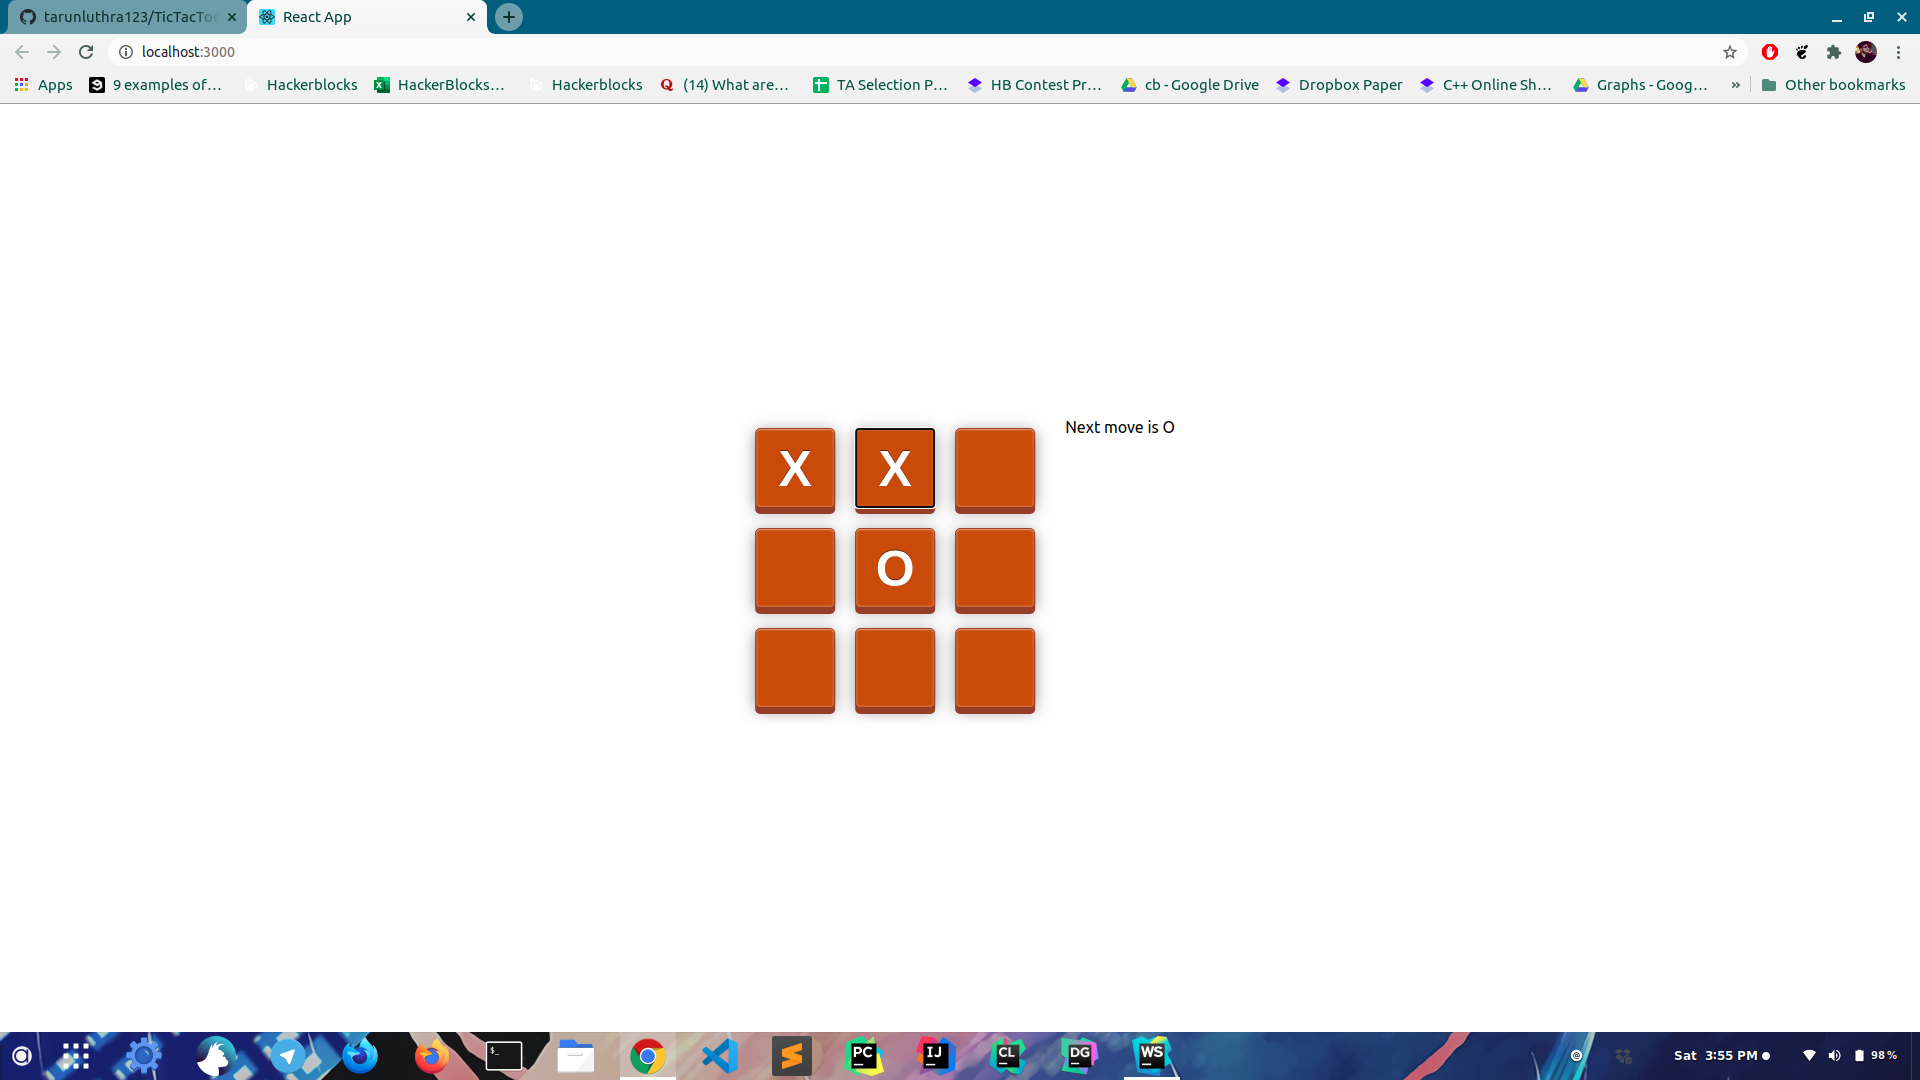 tarunluthra123/TicTacToe
React App
localhost:3000
Apps
9 examples of…
Hackerblocks
HackerBlocks…
Hackerblocks
(14) What are…
TA Selection P…
HB Contest Pr…
cb - Google Drive
Dropbox Paper
C++ Online Sh…
Graphs - Goog…
»
Other bookmarks
X X
Next move is O
O
$_
PC
IJ
CL
DG
WS
Sat 3:55 PM
98%